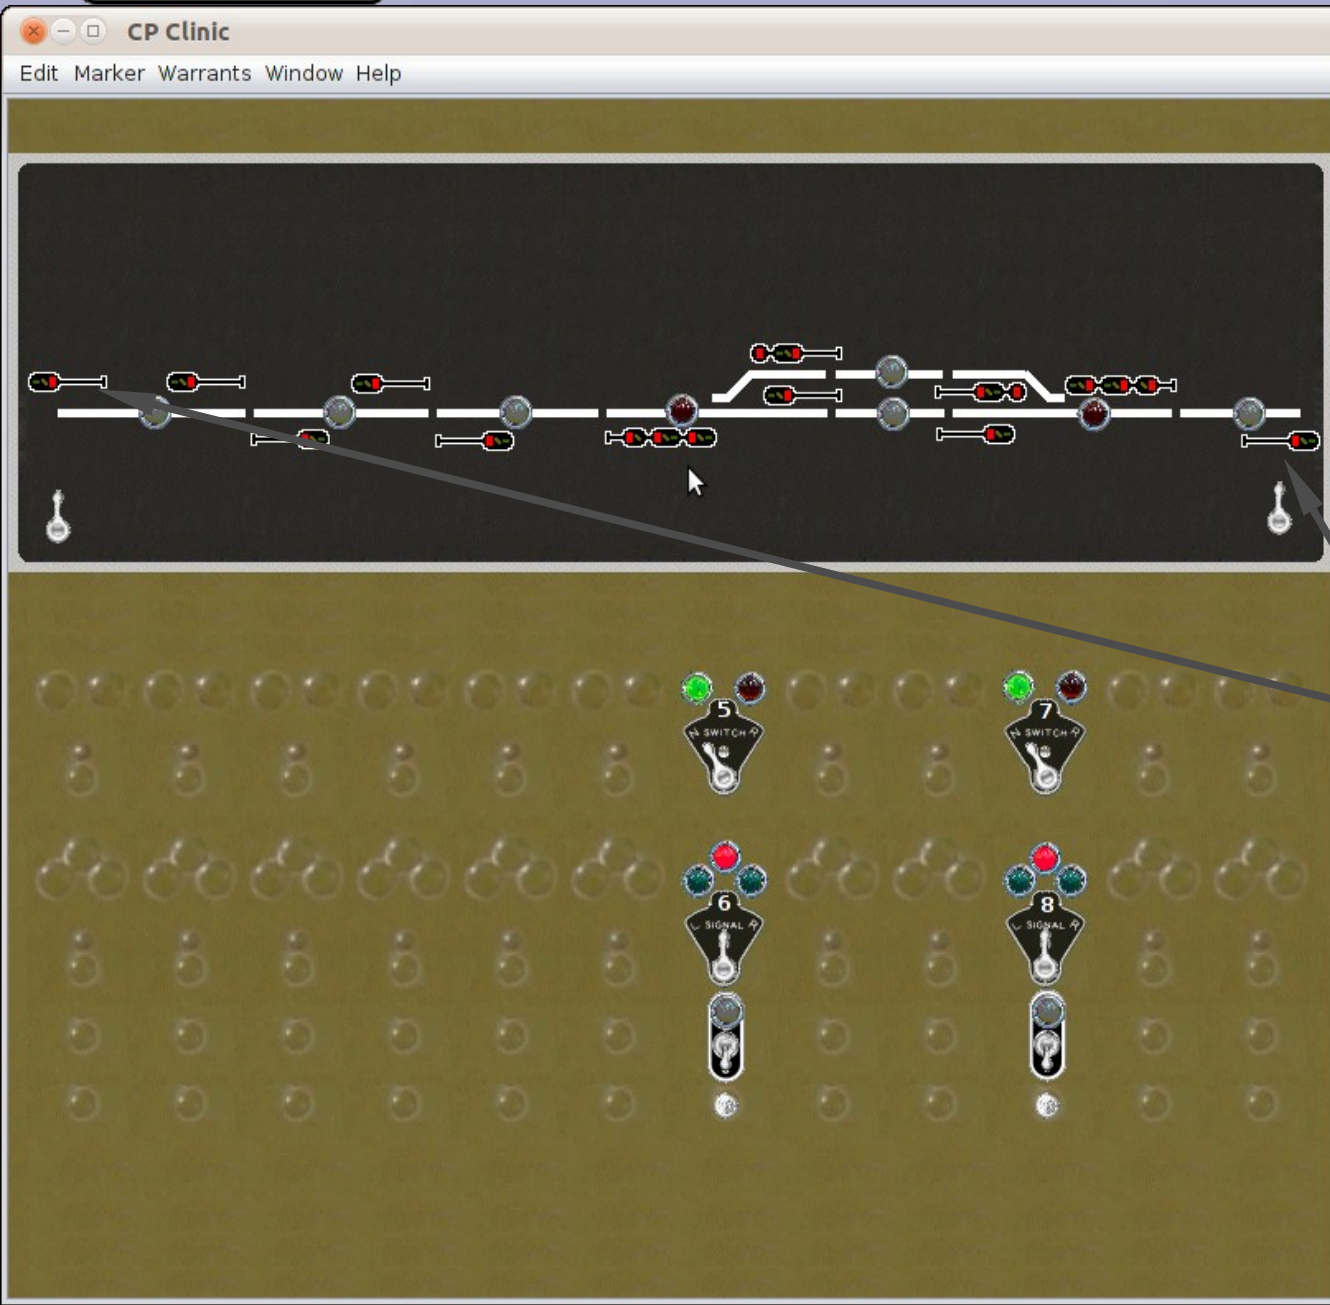 CP Clinic
Edit Marker Warrants Window Help
5 7
N SWITCH R N SWITCH R
6 8
L SIGNAL R L SIGNAL R